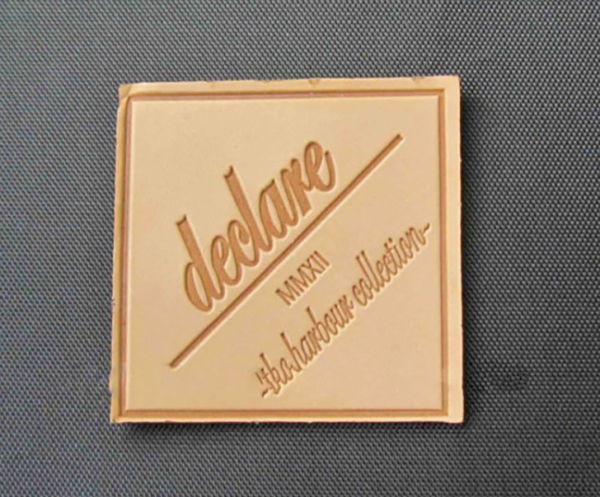 declare
MMXII
-the harbour collection-